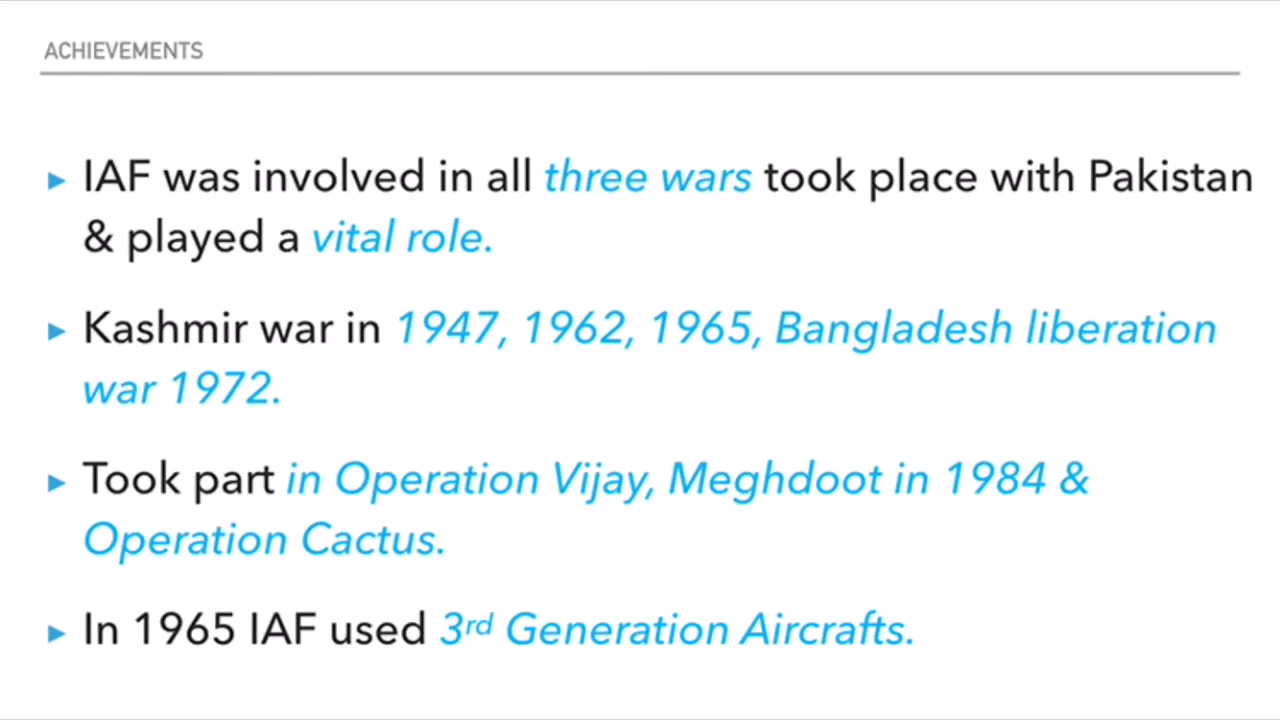 ACHIEVEMENTS
▸ IAF was involved in all three wars took place with Pakistan
& played a vital role.
▸ Kashmir war in 1947, 1962, 1965, Bangladesh liberation
war 1972.
▸ Took part in Operation Vijay, Meghdoot in 1984 &
Operation Cactus.
▸ In 1965 IAF used 3rd Generation Aircrafts.